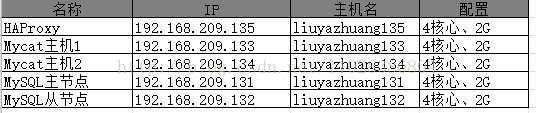 名称 IP 主机名 配置
HAProxy 192.168.209.135 liuyazhuang135 4核心、2G
Mycat主机1 192.168.209.133 liuyazhuang133 4核心、2G
Mycat主机2 192.168.209.134 liuyazhuang134 4核心、2G
MySQL主节点 192.168.209.131 liuyazhuang131 4核心、2G
MySQL从节点 192.168.209.132 liuyazhuang132 4核心、2G